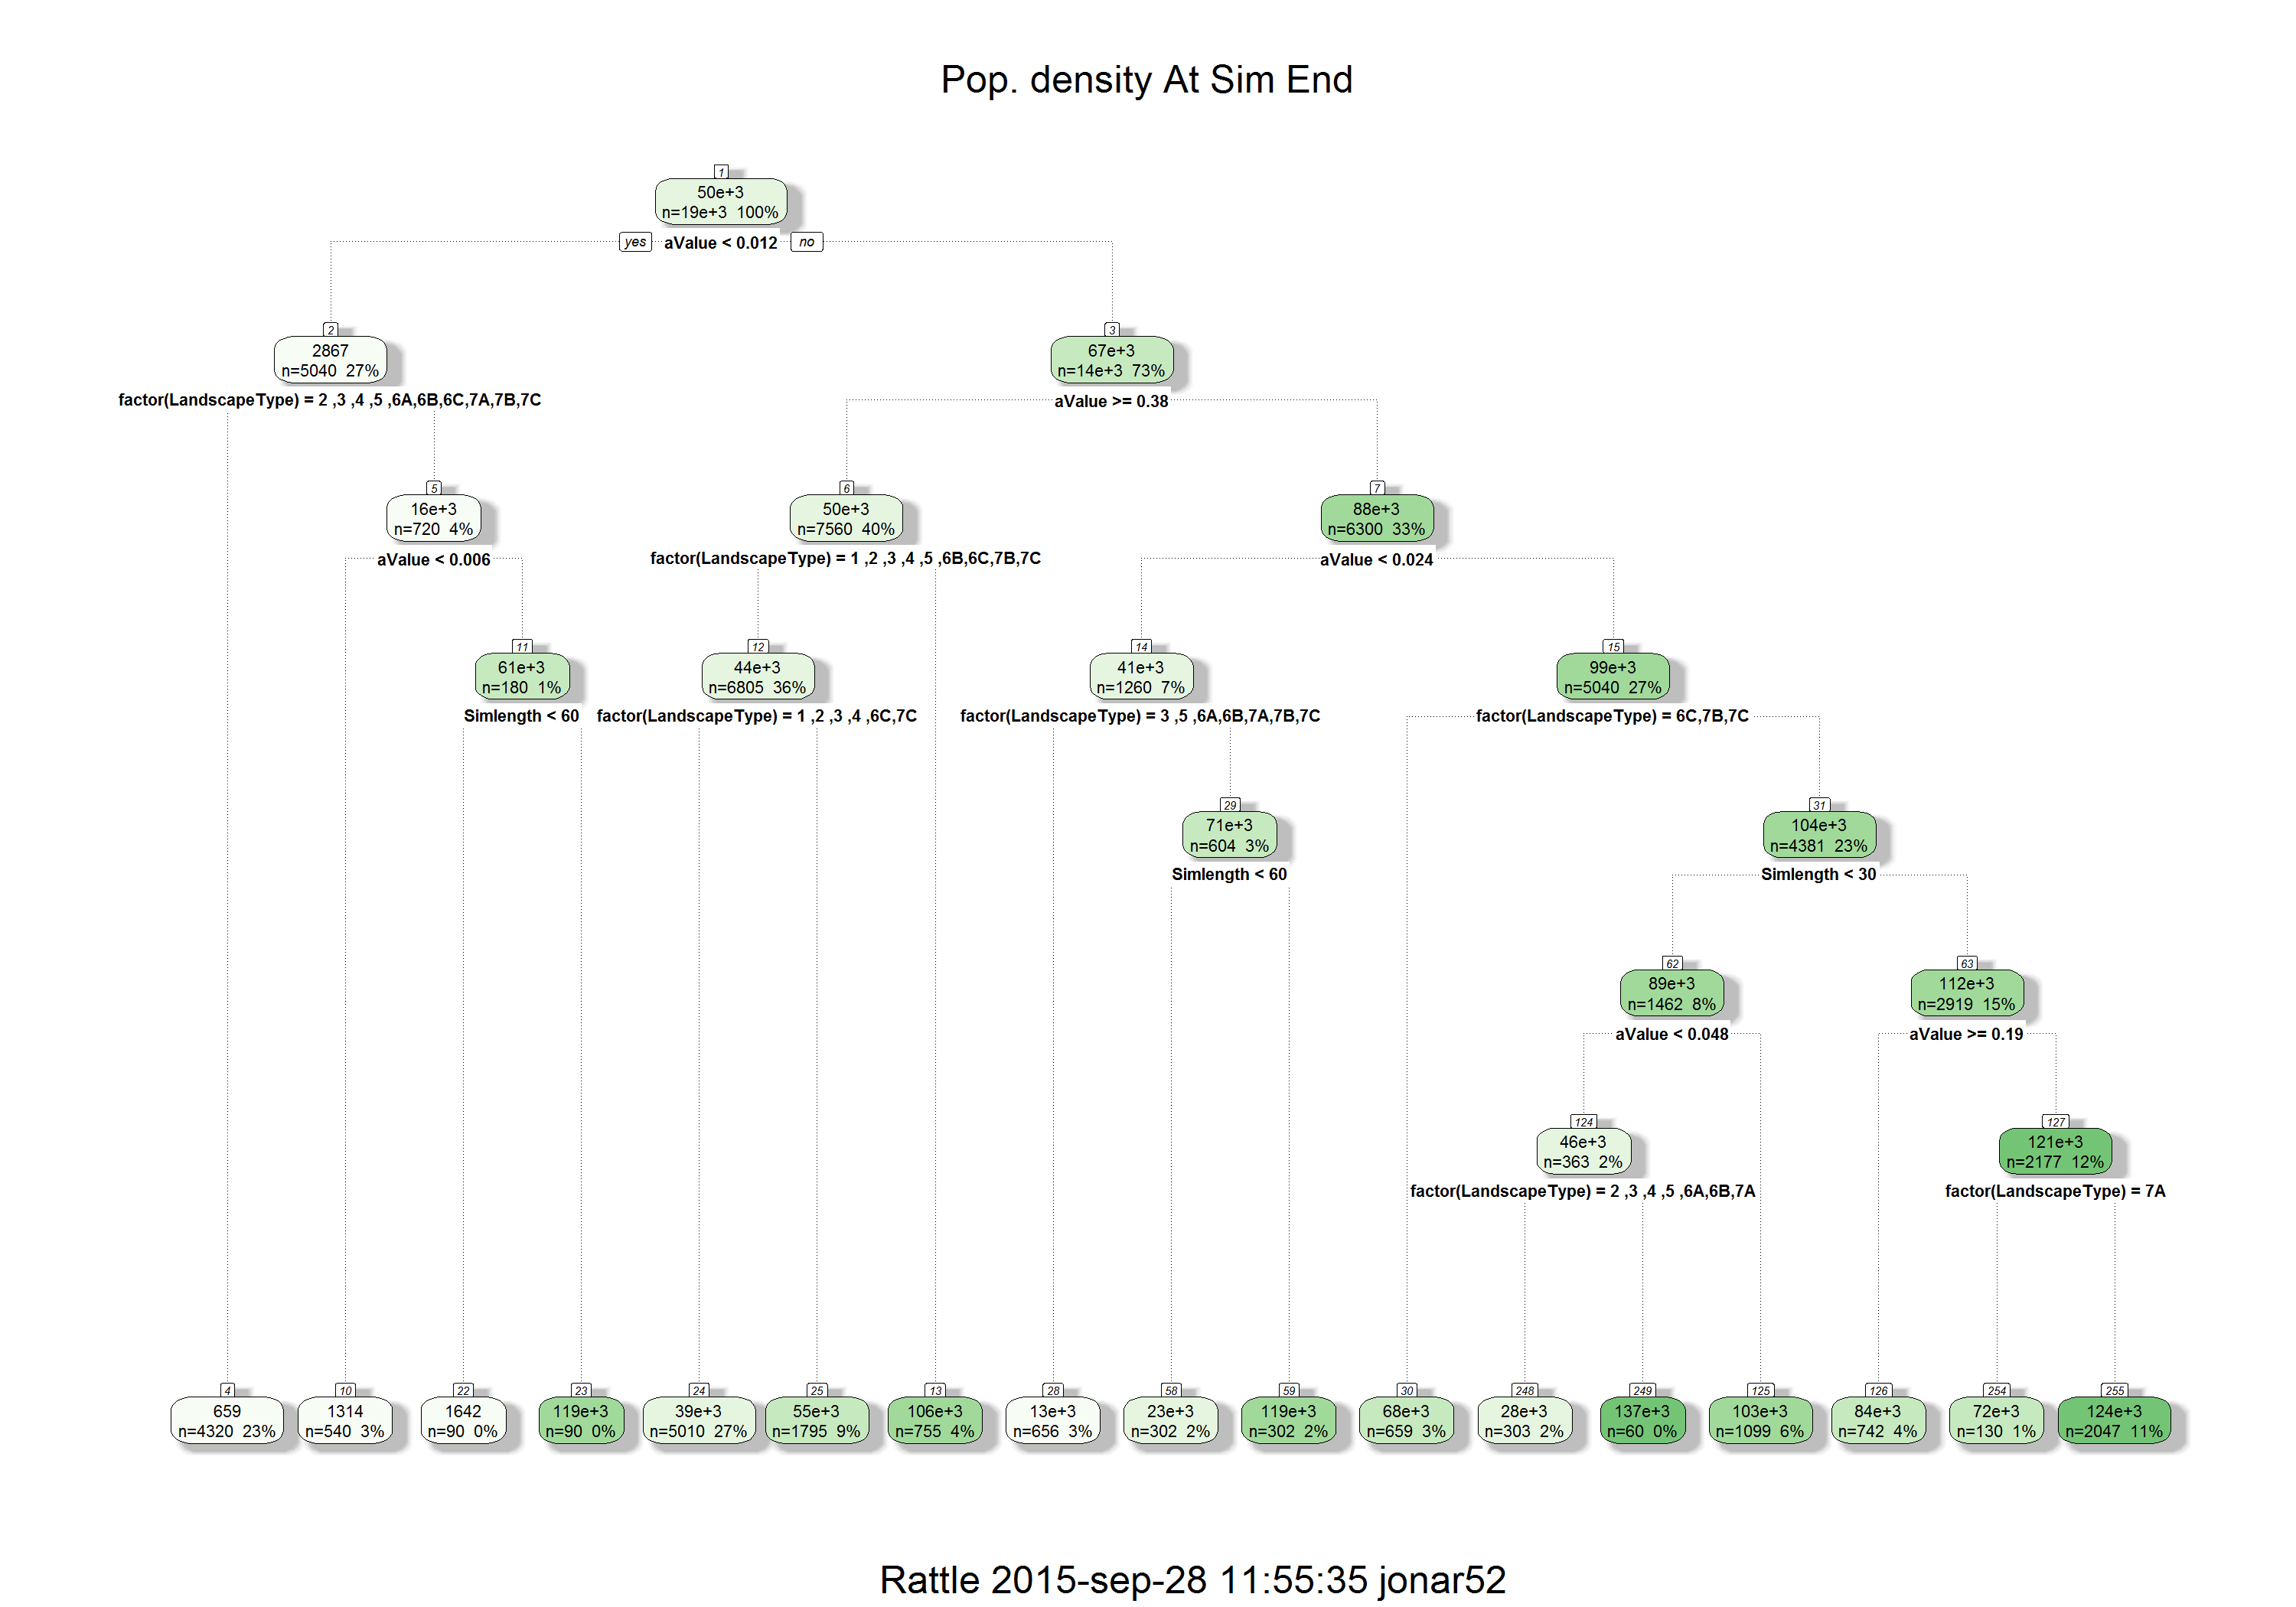 Pop. density At Sim End
1
50e+3
n=19e+3 100%
yes aValue < 0.012 no
2
2867
n=5040 27%
3
67e+3
n=14e+3 73%
factor(LandscapeType) = 2 ,3 ,4 ,5 ,6A,6B,6C,7A,7B,7C
aValue >= 0.38
5
16e+3
n=720 4%
6
50e+3
n=7560 40%
7
88e+3
n=6300 33%
aValue < 0.006
factor(LandscapeType) = 1 ,2 ,3 ,4 ,5 ,6B,6C,7B,7C
aValue < 0.024
11
61e+3
n=180 1%
12
44e+3
n=6805 36%
14
41e+3
n=1260 7%
15
99e+3
n=5040 27%
Simlength < 60
factor(LandscapeType) = 1 ,2 ,3 ,4 ,6C,7C
factor(LandscapeType) = 3 ,5 ,6A,6B,7A,7B,7C
factor(LandscapeType) = 6C,7B,7C
29
71e+3
n=604 3%
31
104e+3
n=4381 23%
Simlength < 60
Simlength < 30
62
89e+3
n=1462 8%
63
112e+3
n=2919 15%
aValue < 0.048
aValue >= 0.19
124
46e+3
n=363 2%
127
121e+3
n=2177 12%
factor(LandscapeType) = 2 ,3 ,4 ,5 ,6A,6B,7A
factor(LandscapeType) = 7A
4
659
n=4320 23%
10
1314
n=540 3%
22
1642
n=90 0%
23
119e+3
n=90 0%
24
39e+3
n=5010 27%
25
55e+3
n=1795 9%
13
106e+3
n=755 4%
28
13e+3
n=656 3%
58
23e+3
n=302 2%
59
119e+3
n=302 2%
30
68e+3
n=659 3%
248
28e+3
n=303 2%
249
137e+3
n=60 0%
125
103e+3
n=1099 6%
126
84e+3
n=742 4%
254
72e+3
n=130 1%
255
124e+3
n=2047 11%
Rattle 2015-sep-28 11:55:35 jonar52